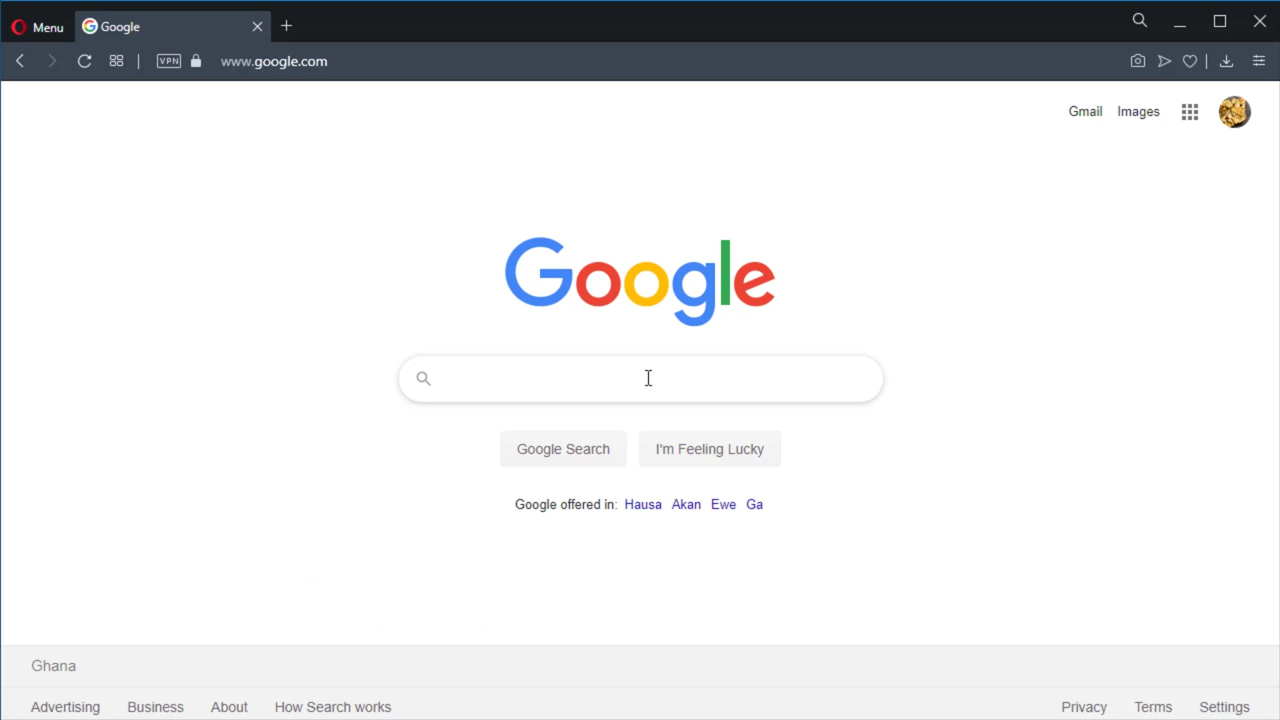 Menu Google
VPN www.google.com
Gmail Images
Google
Google Search I'm Feeling Lucky
Google offered in: Hausa Akan Ewe Ga
Ghana
Advertising Business About How Search works Privacy Terms Settings